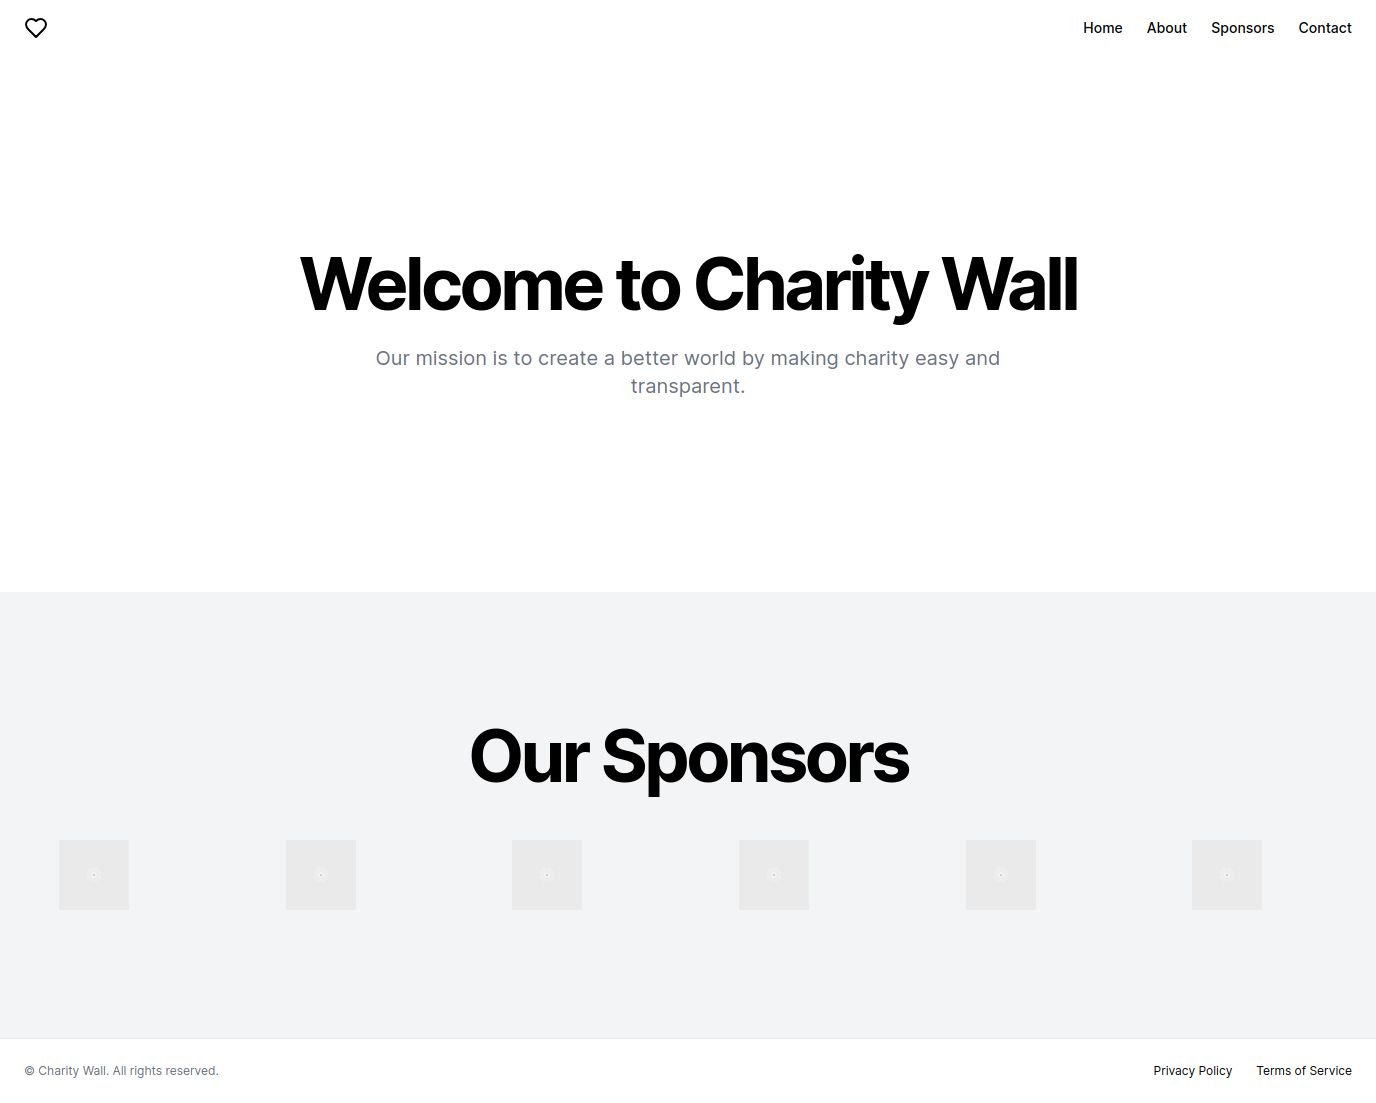 Home
About
Sponsors
Contact
Welcome to Charity Wall
Our mission is to create a better world by making charity easy and
transparent.
Our Sponsors
© Charity Wall. All rights reserved.
Privacy Policy
Terms of Service